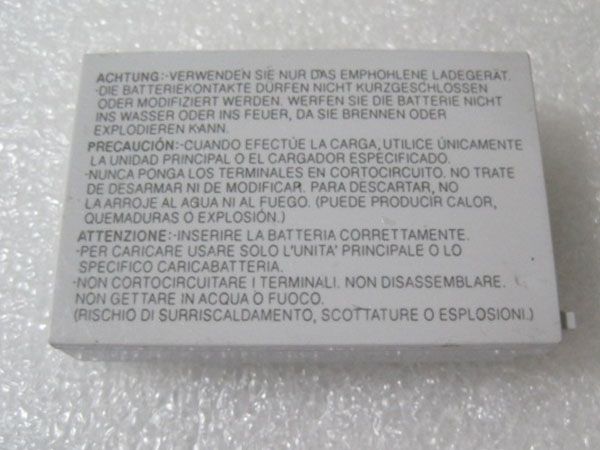 ACHTUNG:-VERWENDEN SIE NUR DAS EMPHOHLENE LADEGERÄT.
-DIE BATTERIEKONTAKTE DÜRFEN NICHT KURZGESCHLOSSEN
ODER MODIFIZIERT WERDEN. WERFEN SIE DIE BATTERIE NICHT
INS WASSER ODER INS FEUER, DA SIE BRENNEN ODER
EXPLODIEREN KANN.
PRECAUCIÓN:-CUANDO EFECTÚE LA CARGA, UTILICE ÚNICAMENTE
LA UNIDAD PRINCIPAL O EL CARGADOR ESPECIFICADO.
-NUNCA PONGA LOS TERMINALES EN CORTOCIRCUITO. NO TRATE
DE DESARMAR NI DE MODIFICAR. PARA DESCARTAR, NO
LA ARROJE AL AGUA NI AL FUEGO. (PUEDE PRODUCIR CALOR,
QUEMADURAS O EXPLOSIÓN.)
ATTENZIONE:-INSERIRE LA BATTERIA CORRETTAMENTE.
-PER CARICARE USARE SOLO L'UNITA' PRINCIPALE O LO
SPECIFICO CARICABATTERIA.
-NON CORTOCIRCUITARE I TERMINALI. NON DISASSEMBLARE.
NON GETTARE IN ACQUA O FUOCO.
(RISCHIO DI SURRISCALDAMENTO, SCOTTATURE O ESPLOSIONI.)